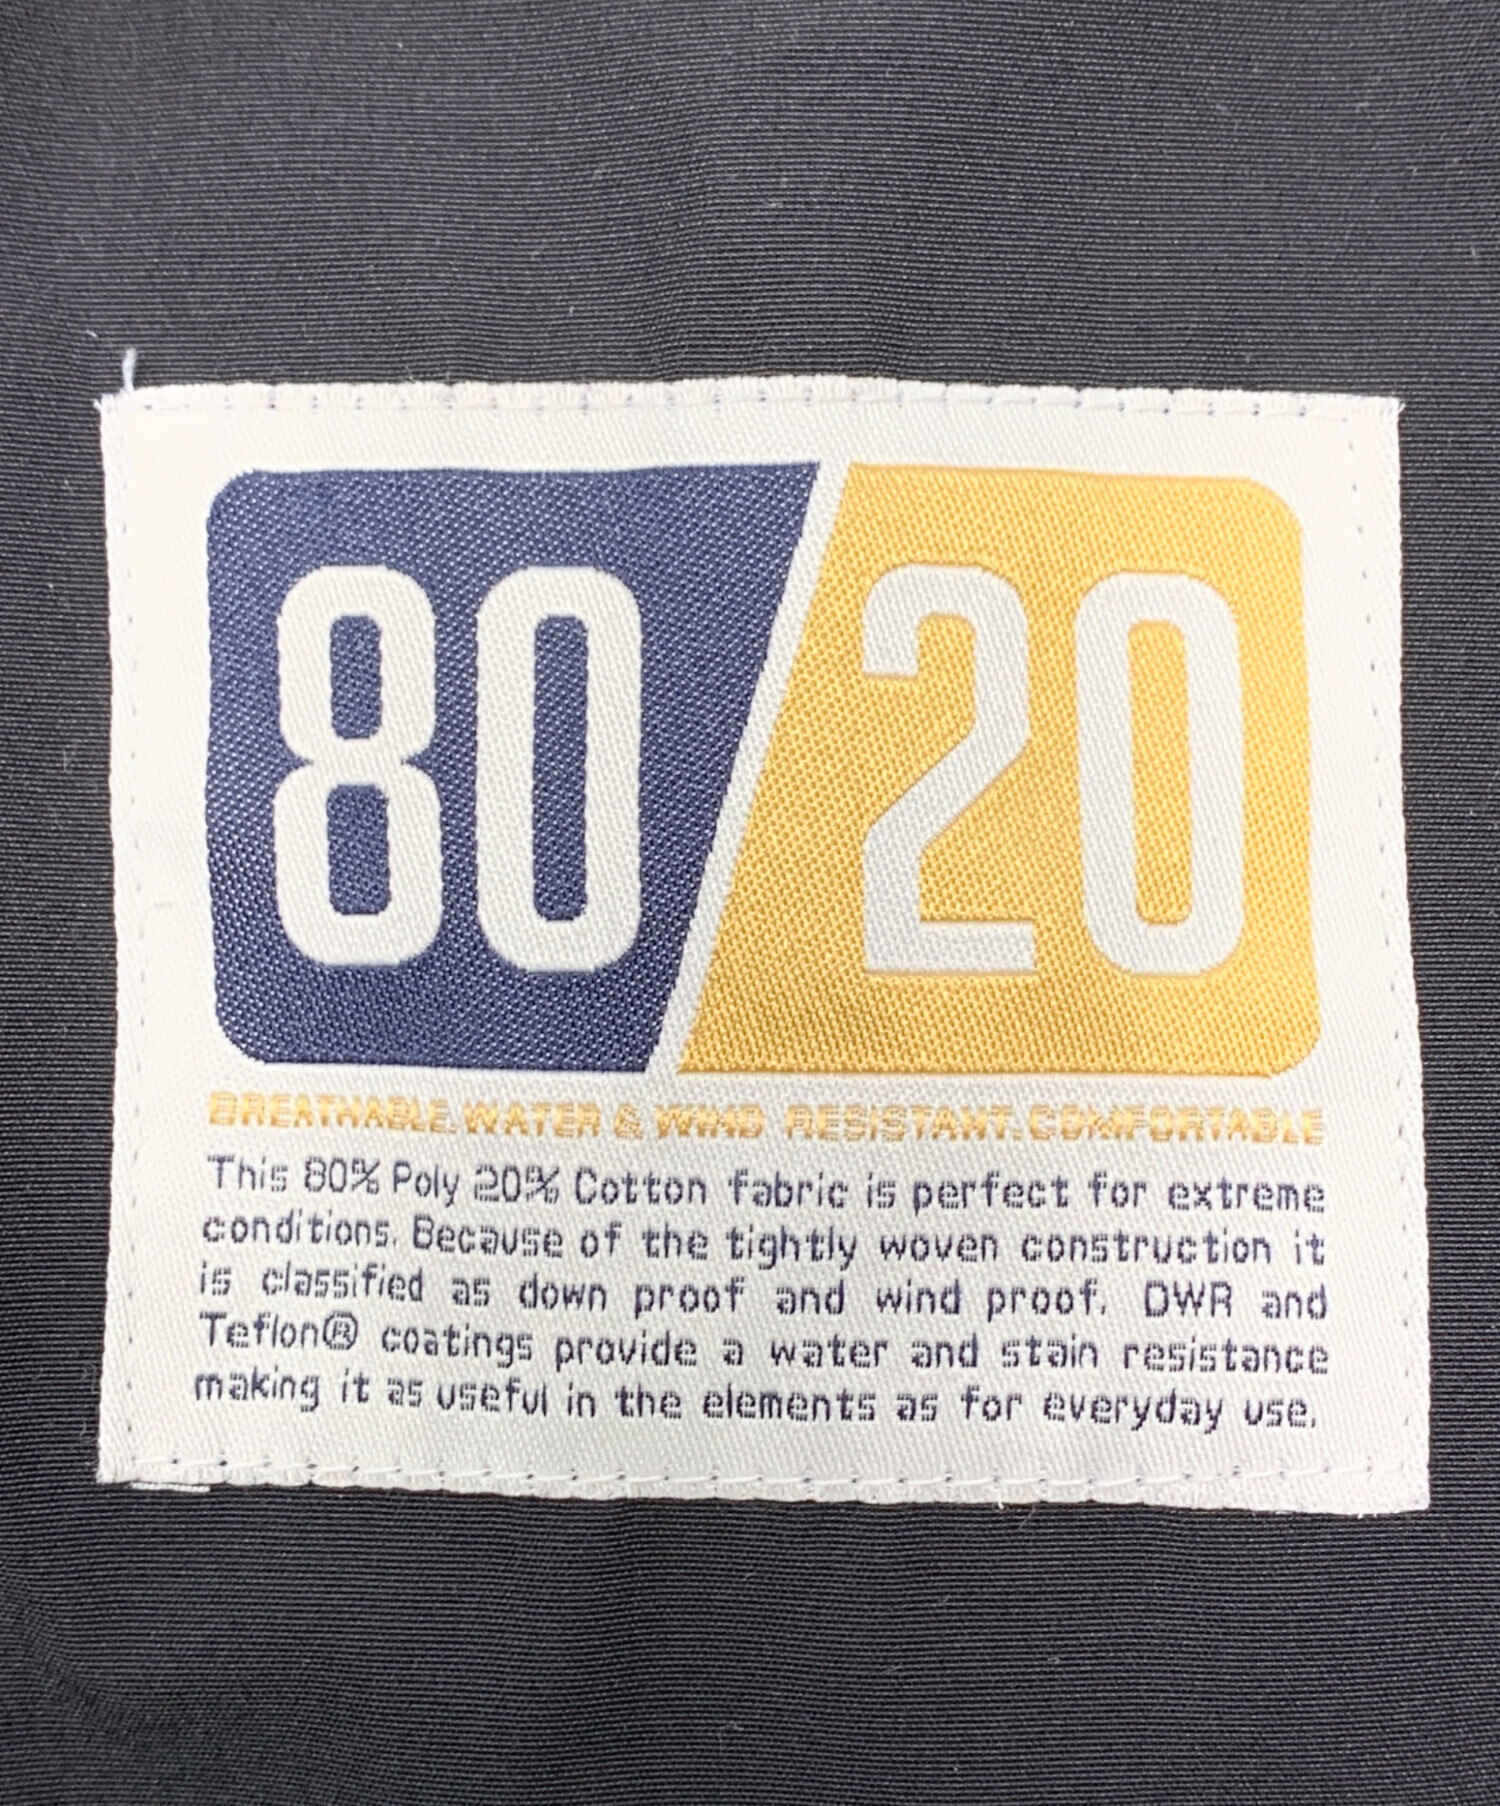 80 20
BREATHABLE. WATER & WIND RESISTANT. COMFORTABLE
This 80% Poly 20% Cotton fabric is perfect for extreme
conditions. Because of the tightly woven construction it
is classified as down proof and wind proof. DWR and
Teflon® coatings provide a water and stain resistance
making it as useful in the elements as for everyday use.